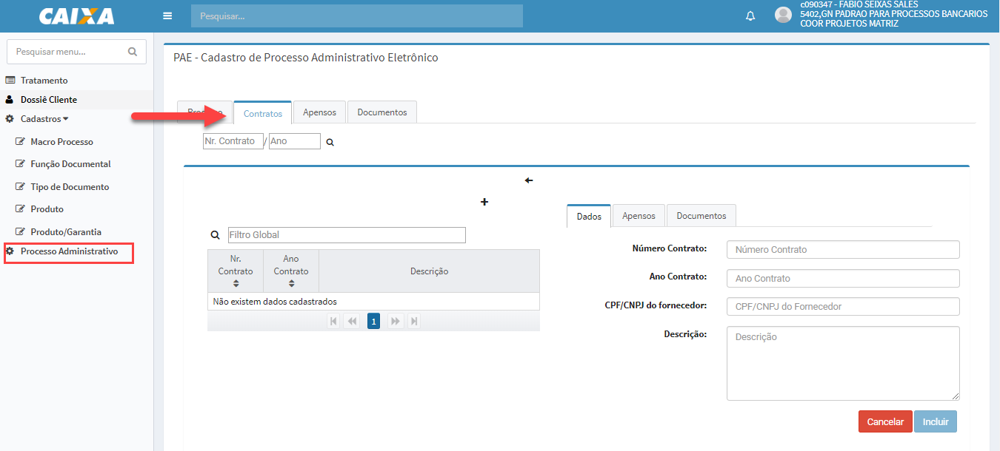 CAIXA
Pesquisar...
c090347 - FABIO SEIXAS SALES
5402,GN PADRAO PARA PROCESSOS BANCARIOS
COOR PROJETOS MATRIZ
Pesquisar menu...
Tratamento
Dossiê Cliente
Cadastros
Macro Processo
Função Documental
Tipo de Documento
Produto
Produto/Garantia
Processo Administrativo
PAE - Cadastro de Processo Administrativo Eletrônico
Contratos
Apensos
Documentos
Nr. Contrato / Ano
Filtro Global
Nr. Contrato
Ano Contrato
Descrição
Não existem dados cadastrados
1
Dados
Apensos
Documentos
Número Contrato:
Número Contrato
Ano Contrato:
Ano Contrato
CPF/CNPJ do fornecedor:
CPF/CNPJ do Fornecedor
Descrição:
Descrição
Cancelar
Incluir